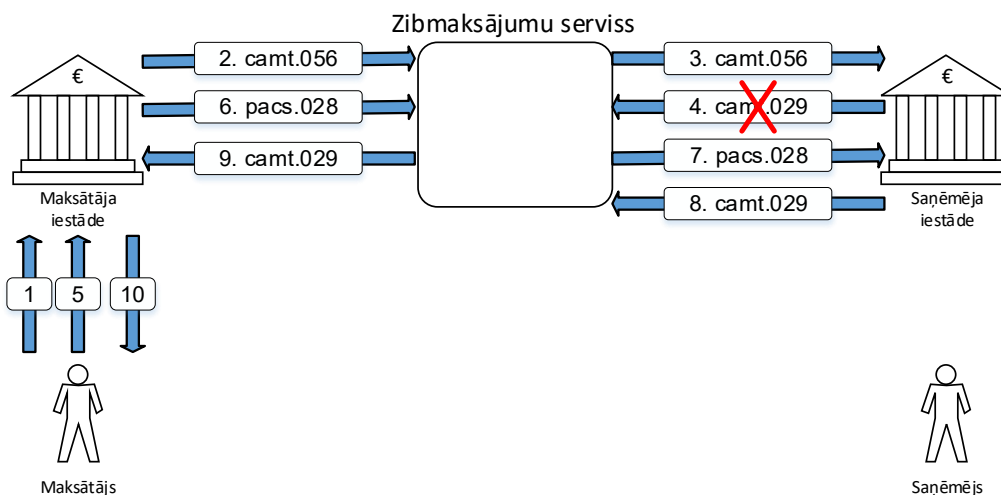 Zibmaksājumu serviss
2. camt.056
3. camt.056
€
€
6. pacs.028
4. camt.029
9. camt.029
7. pacs.028
Maksātāja
iestāde
8. camt.029
Saņēmēja
iestāde
1
5
10
Maksātājs
Saņēmējs